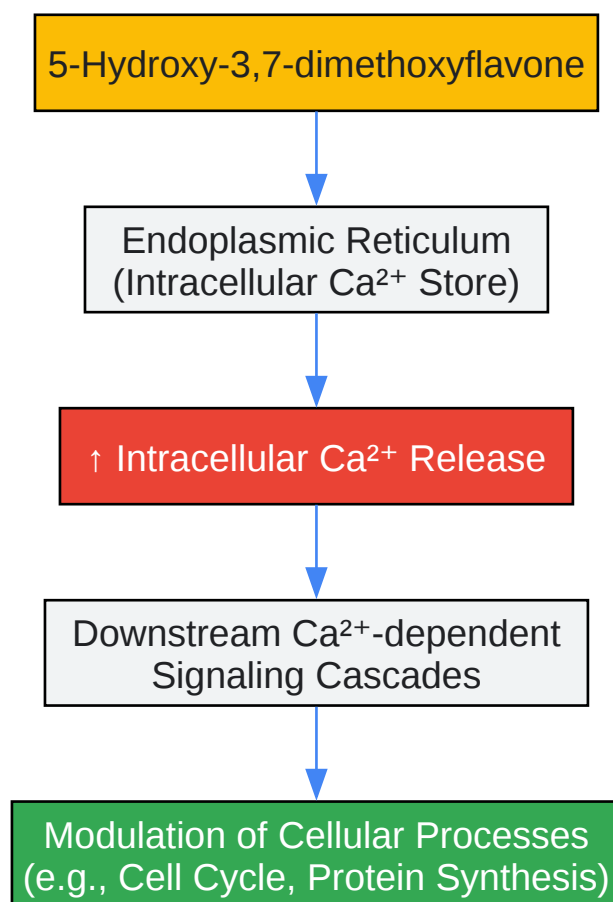 5-Hydroxy-3,7-dimethoxyflavone
Endoplasmic Reticulum
(Intracellular Ca²⁺ Store)
↑ Intracellular Ca²⁺ Release
Downstream Ca²⁺-dependent
Signaling Cascades
Modulation of Cellular Processes
(e.g., Cell Cycle, Protein Synthesis)